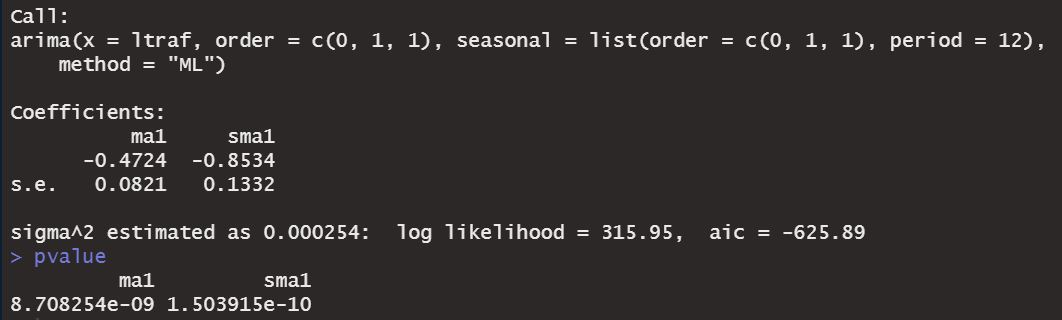 Call:
arima(x = ltraf, order = c(0, 1, 1), seasonal = list(order = c(0, 1, 1), period = 12),
    method = "ML")
Coefficients:
          ma1     sma1
      -0.4724  -0.8534
s.e.   0.0821   0.1332
sigma^2 estimated as 0.000254:  log likelihood = 315.95,  aic = -625.89
> pvalue
         ma1         sma1
8.708254e-09 1.503915e-10